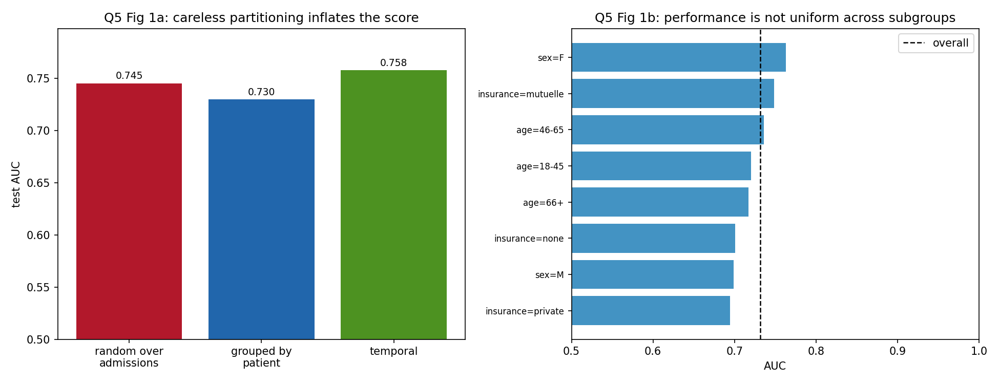 Q5 Fig 1a: careless partitioning inflates the score
0.745
0.730
0.758
test AUC
0.75
0.70
0.65
0.60
0.55
0.50
random over
admissions
grouped by
patient
temporal
Q5 Fig 1b: performance is not uniform across subgroups
overall
sex=F
insurance=mutuelle
age=46-65
age=18-45
age=66+
insurance=none
sex=M
insurance=private
0.5
0.6
0.7
0.8
0.9
1.0
AUC